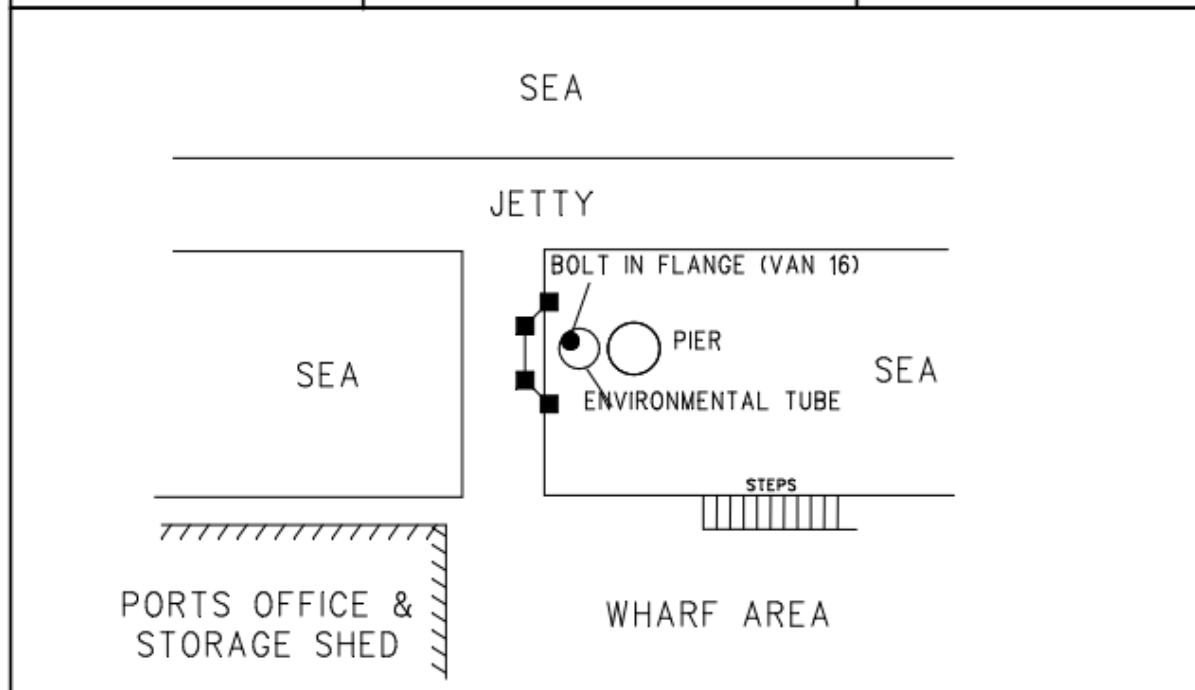 SEA
JETTY
BOLT IN FLANGE (VAN 16)
PIER
SEA
SEA
ENVIRONMENTAL TUBE
STEPS
PORTS OFFICE &
STORAGE SHED
WHARF AREA